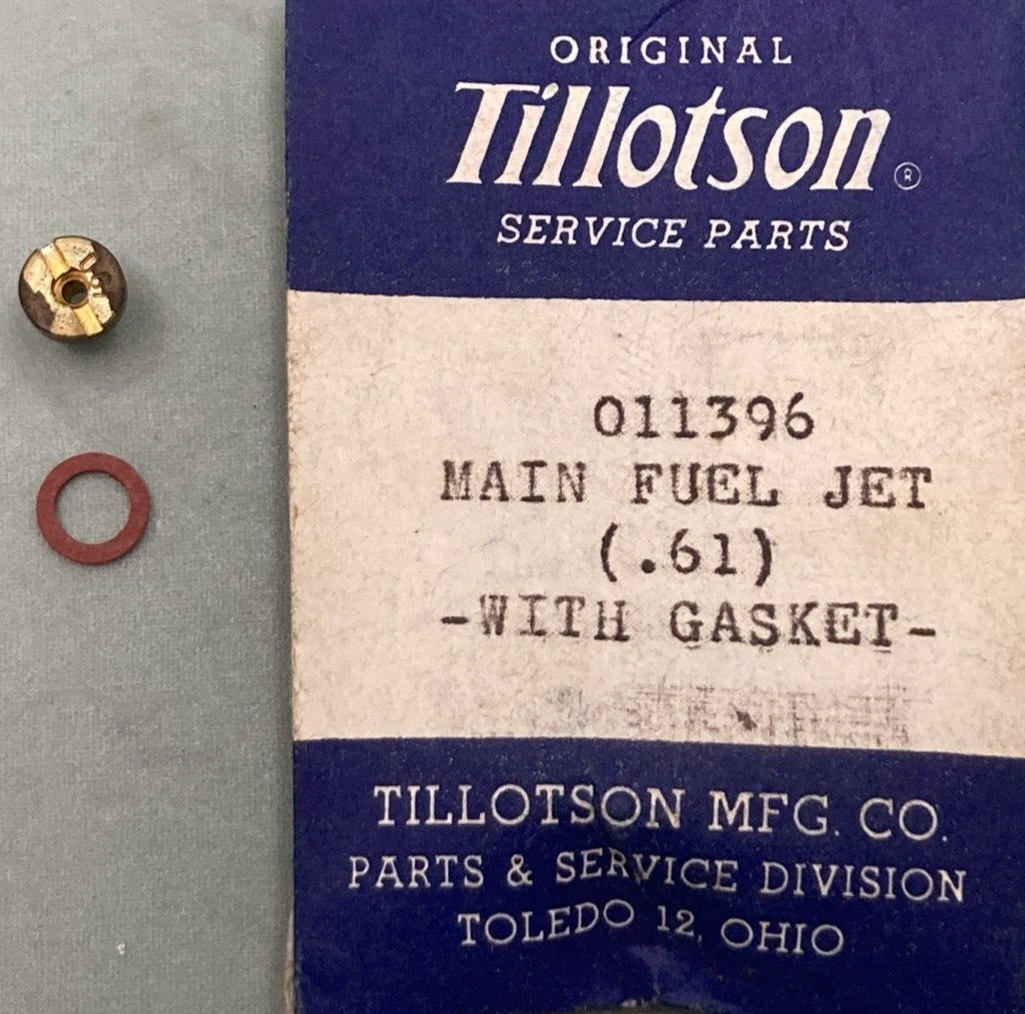 ORIGINAL
Tillotson ®
SERVICE PARTS
011396
MAIN FUEL JET
(.61)
-WITH GASKET-
TILLOTSON MFG. CO.
PARTS & SERVICE DIVISION
TOLEDO 12, OHIO